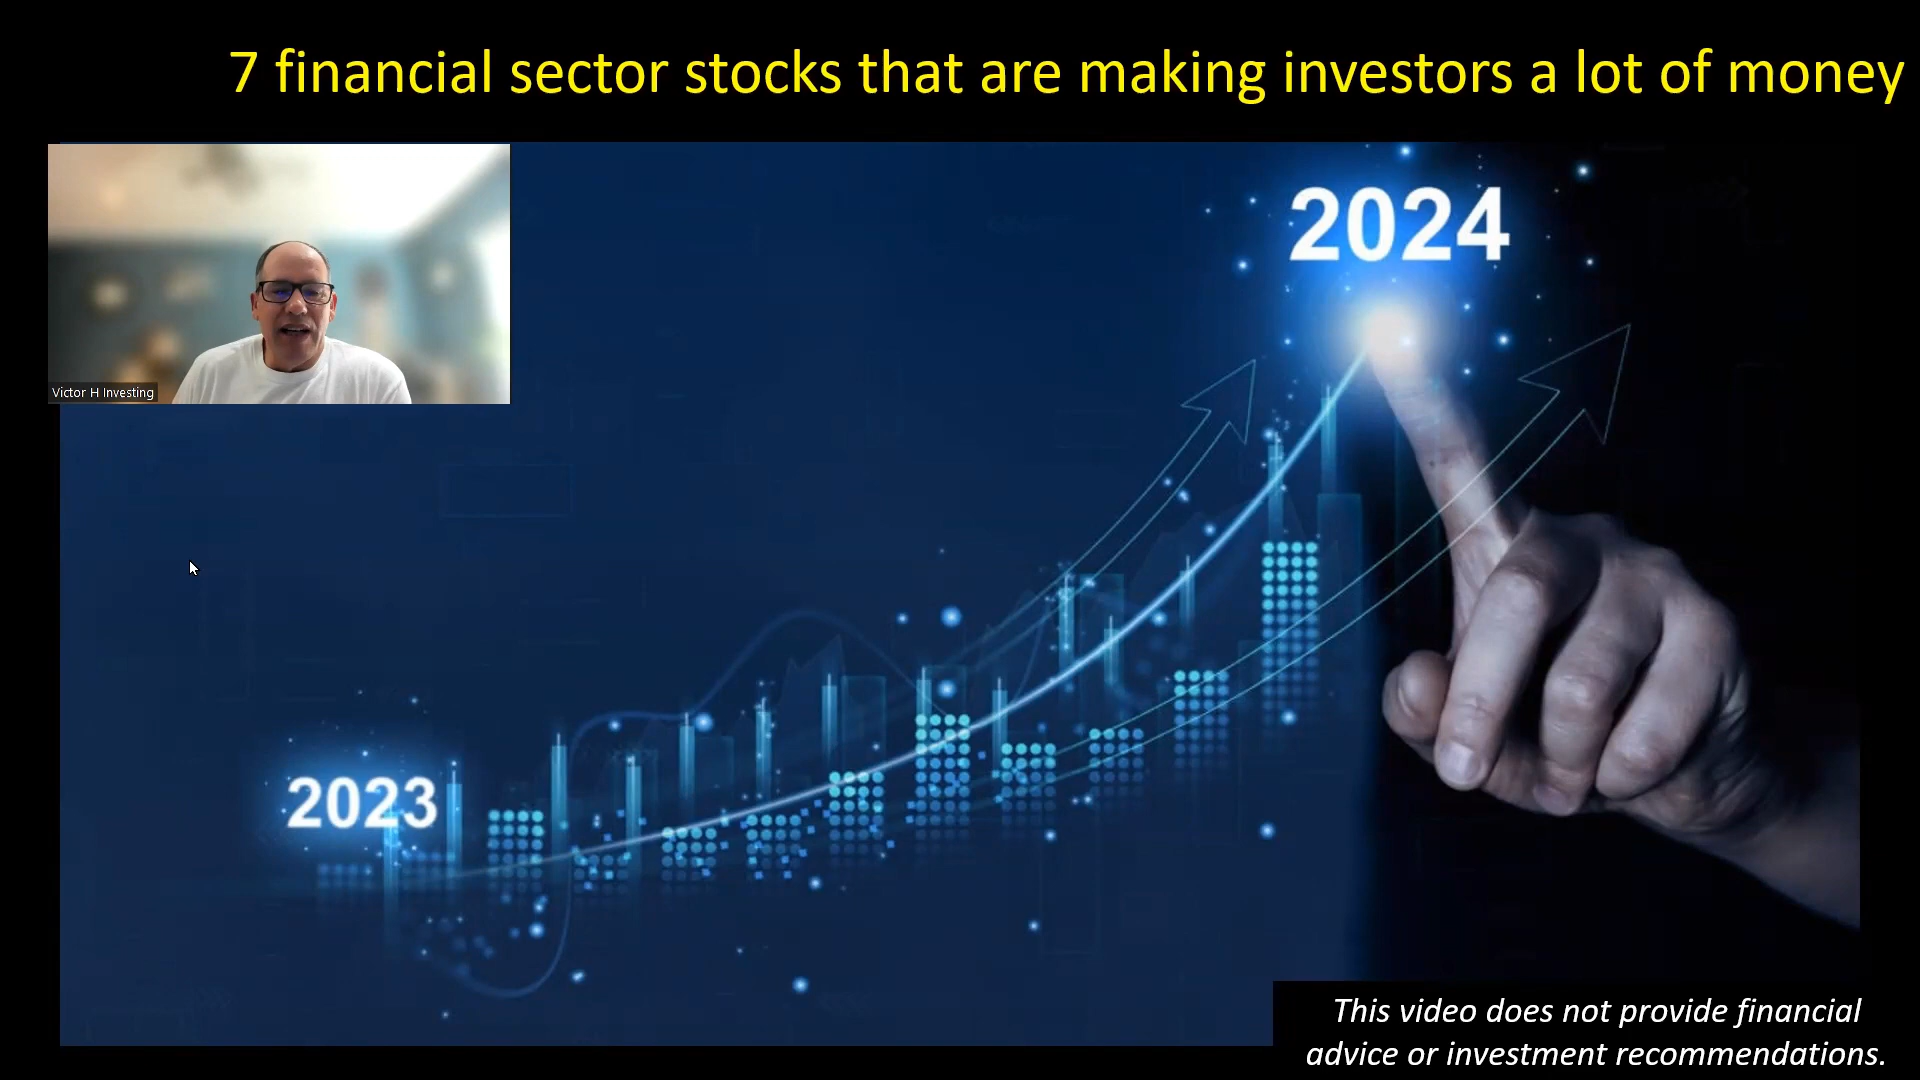 7 financial sector stocks that are making investors a lot of money
2024
Victor H Investing
2023
This video does not provide financial
advice or investment recommendations.